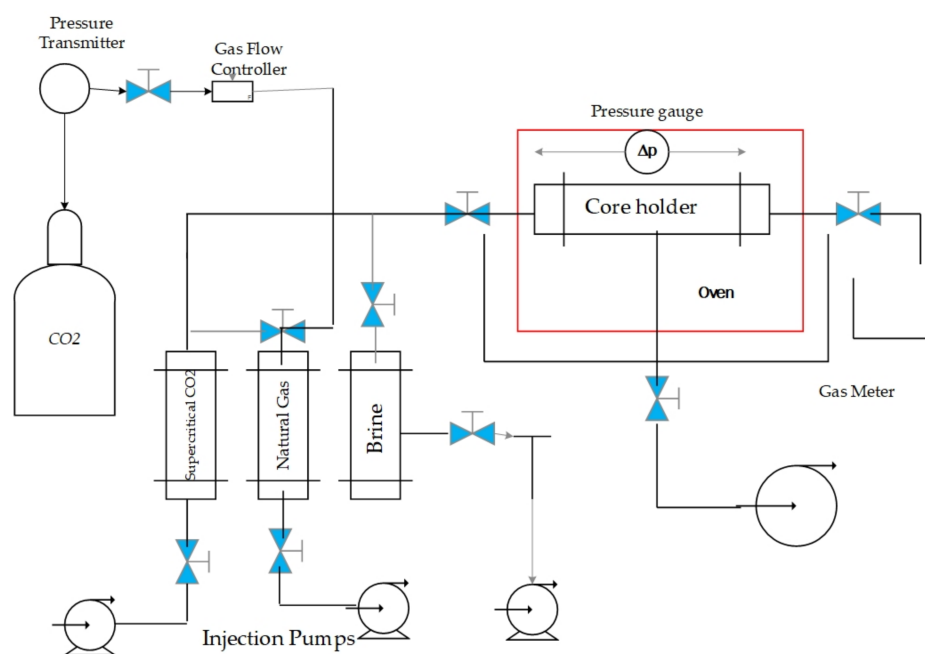 Pressure
Transmitter
Gas Flow
Controller
Pressure gauge
Δp
Core holder
Oven
CO2
Supercritical CO2
Natural Gas
Brine
Gas Meter
Injection Pumps